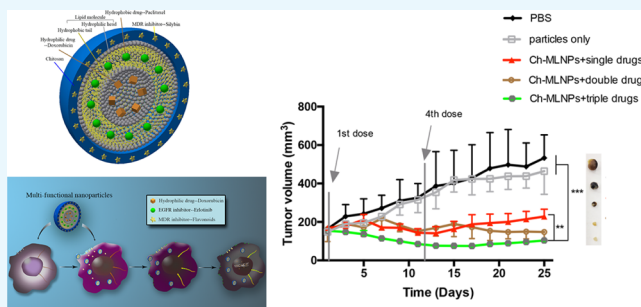 Hydrophobic drug–Paclitaxel
Lipid molecule
Hydrophilic head
Hydrophobic tail
MDR inhibitor–Silybin
Hydrophilic drug
–Doxorubicin
Chitosan
Multi-functional nanoparticles
Hydrophilic drug–Doxorubicin
EGFR inhibitor–Erlotinib
MDR inhibitor–Flavonoids
PBS
particles only
Ch-MLNPs+single drugs
Ch-MLNPs+double drugs
Ch-MLNPs+triple drugs
1st dose
4th dose
Tumor volume (mm³)
800
600
400
200
0
5
10
15
20
25
Time (Days)
***
**